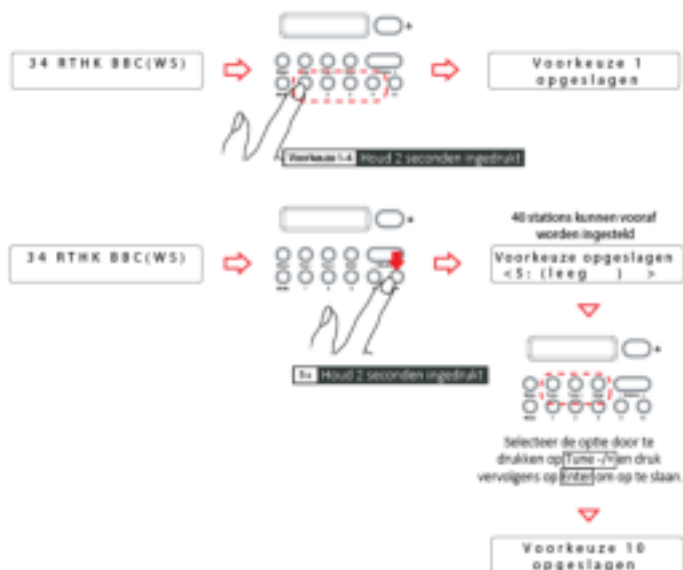 34 RTHK BBC(WS)
Voorkeuze 1
opgeslagen
Voorkeuze 1-4 Houd 2 seconden ingedrukt
34 RTHK BBC(WS)
5+ Houd 2 seconden ingedrukt
40 stations kunnen vooraf
worden ingesteld
Voorkeuze opgeslagen
<5: (leeg ) >
Selecteer de optie door te
drukken op Tune -/+ en druk
vervolgens op Enter om op te slaan.
Voorkeuze 10
opgeslagen